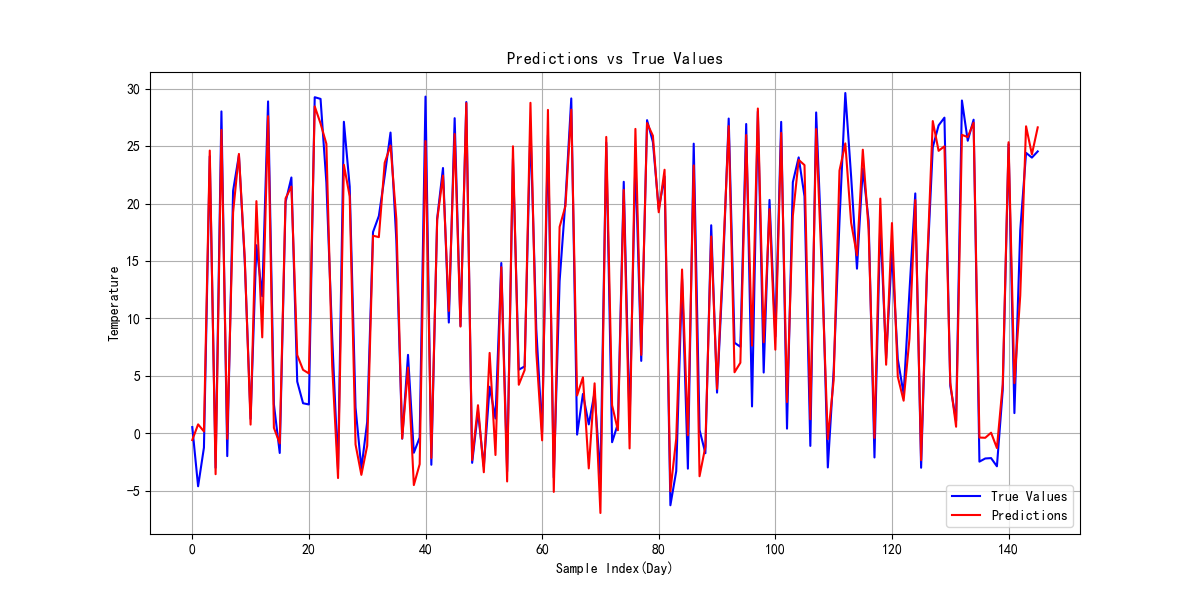 Predictions vs True Values
Temperature
30
25
20
15
10
5
0
−5
0 20 40 60 80 100 120 140
Sample Index(Day)
True Values
Predictions